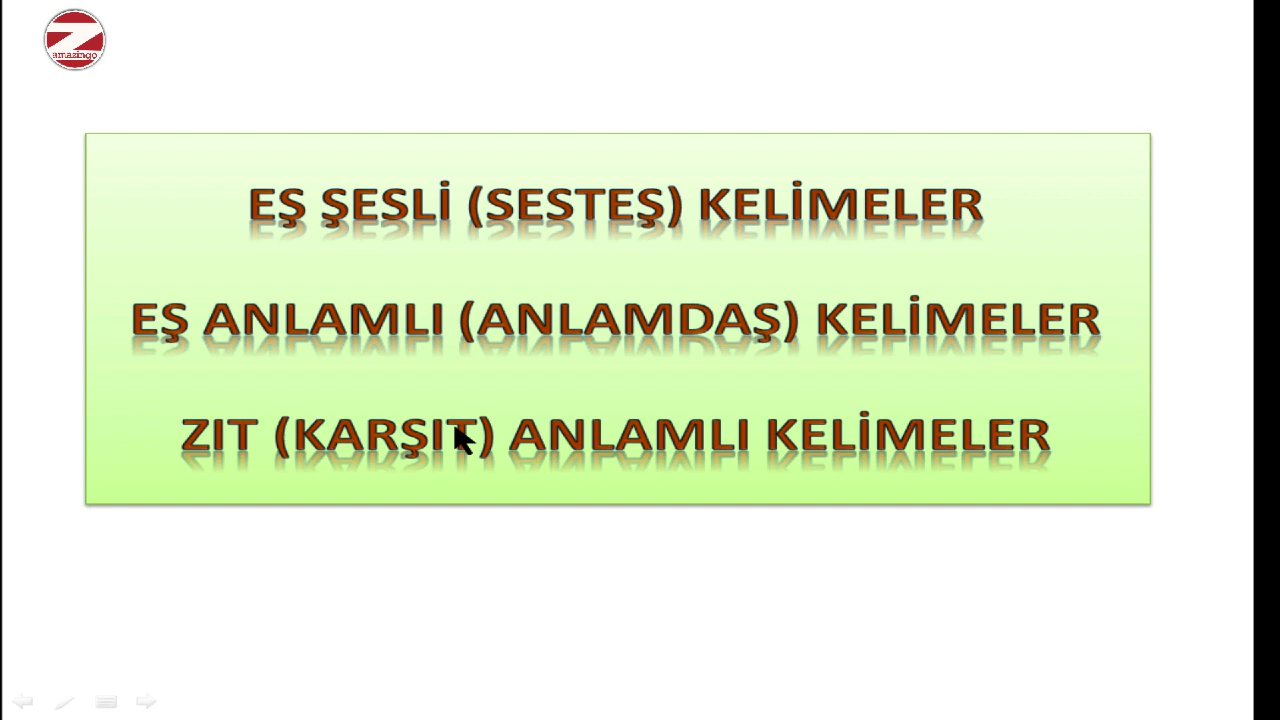 amazingo
EŞ ŞESLİ (SESTEŞ) KELİMELER
EŞ ANLAMLI (ANLAMDAŞ) KELİMELER
ZIT (KARŞIT) ANLAMLI KELİMELER